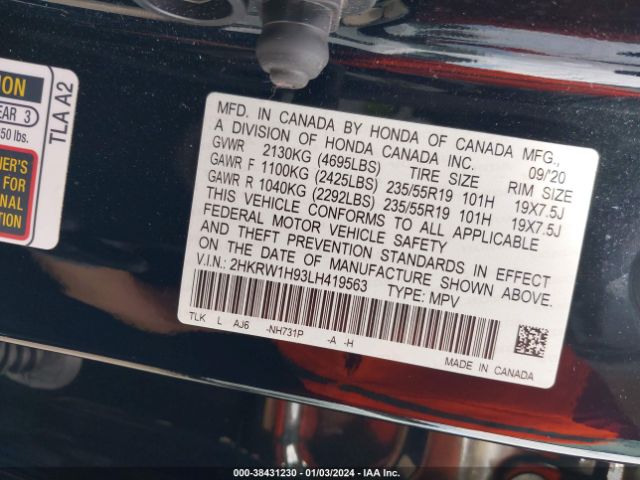 ION
EAR 3
850 lbs.
TLA A2
NER'S
FOR
ONAL
ION
MFD. IN CANADA BY HONDA OF CANADA MFG.,
A DIVISION OF HONDA CANADA INC. 09/'20
GVWR 2130KG (4695LBS) TIRE SIZE RIM SIZE
GAWR F 1100KG (2425LBS) 235/55R19 101H 19X7.5J
GAWR R 1040KG (2292LBS) 235/55R19 101H 19X7.5J
THIS VEHICLE CONFORMS TO ALL APPLICABLE
FEDERAL MOTOR VEHICLE SAFETY
AND THEFT PREVENTION STANDARDS IN EFFECT
ON THE DATE OF MANUFACTURE SHOWN ABOVE.
V.I.N.: 2HKRW1H93LH419563 TYPE: MPV
TLK L AJ6 -NH731P -A -H
MADE IN CANADA
000-38431230 - 01/03/2024 - IAA Inc.